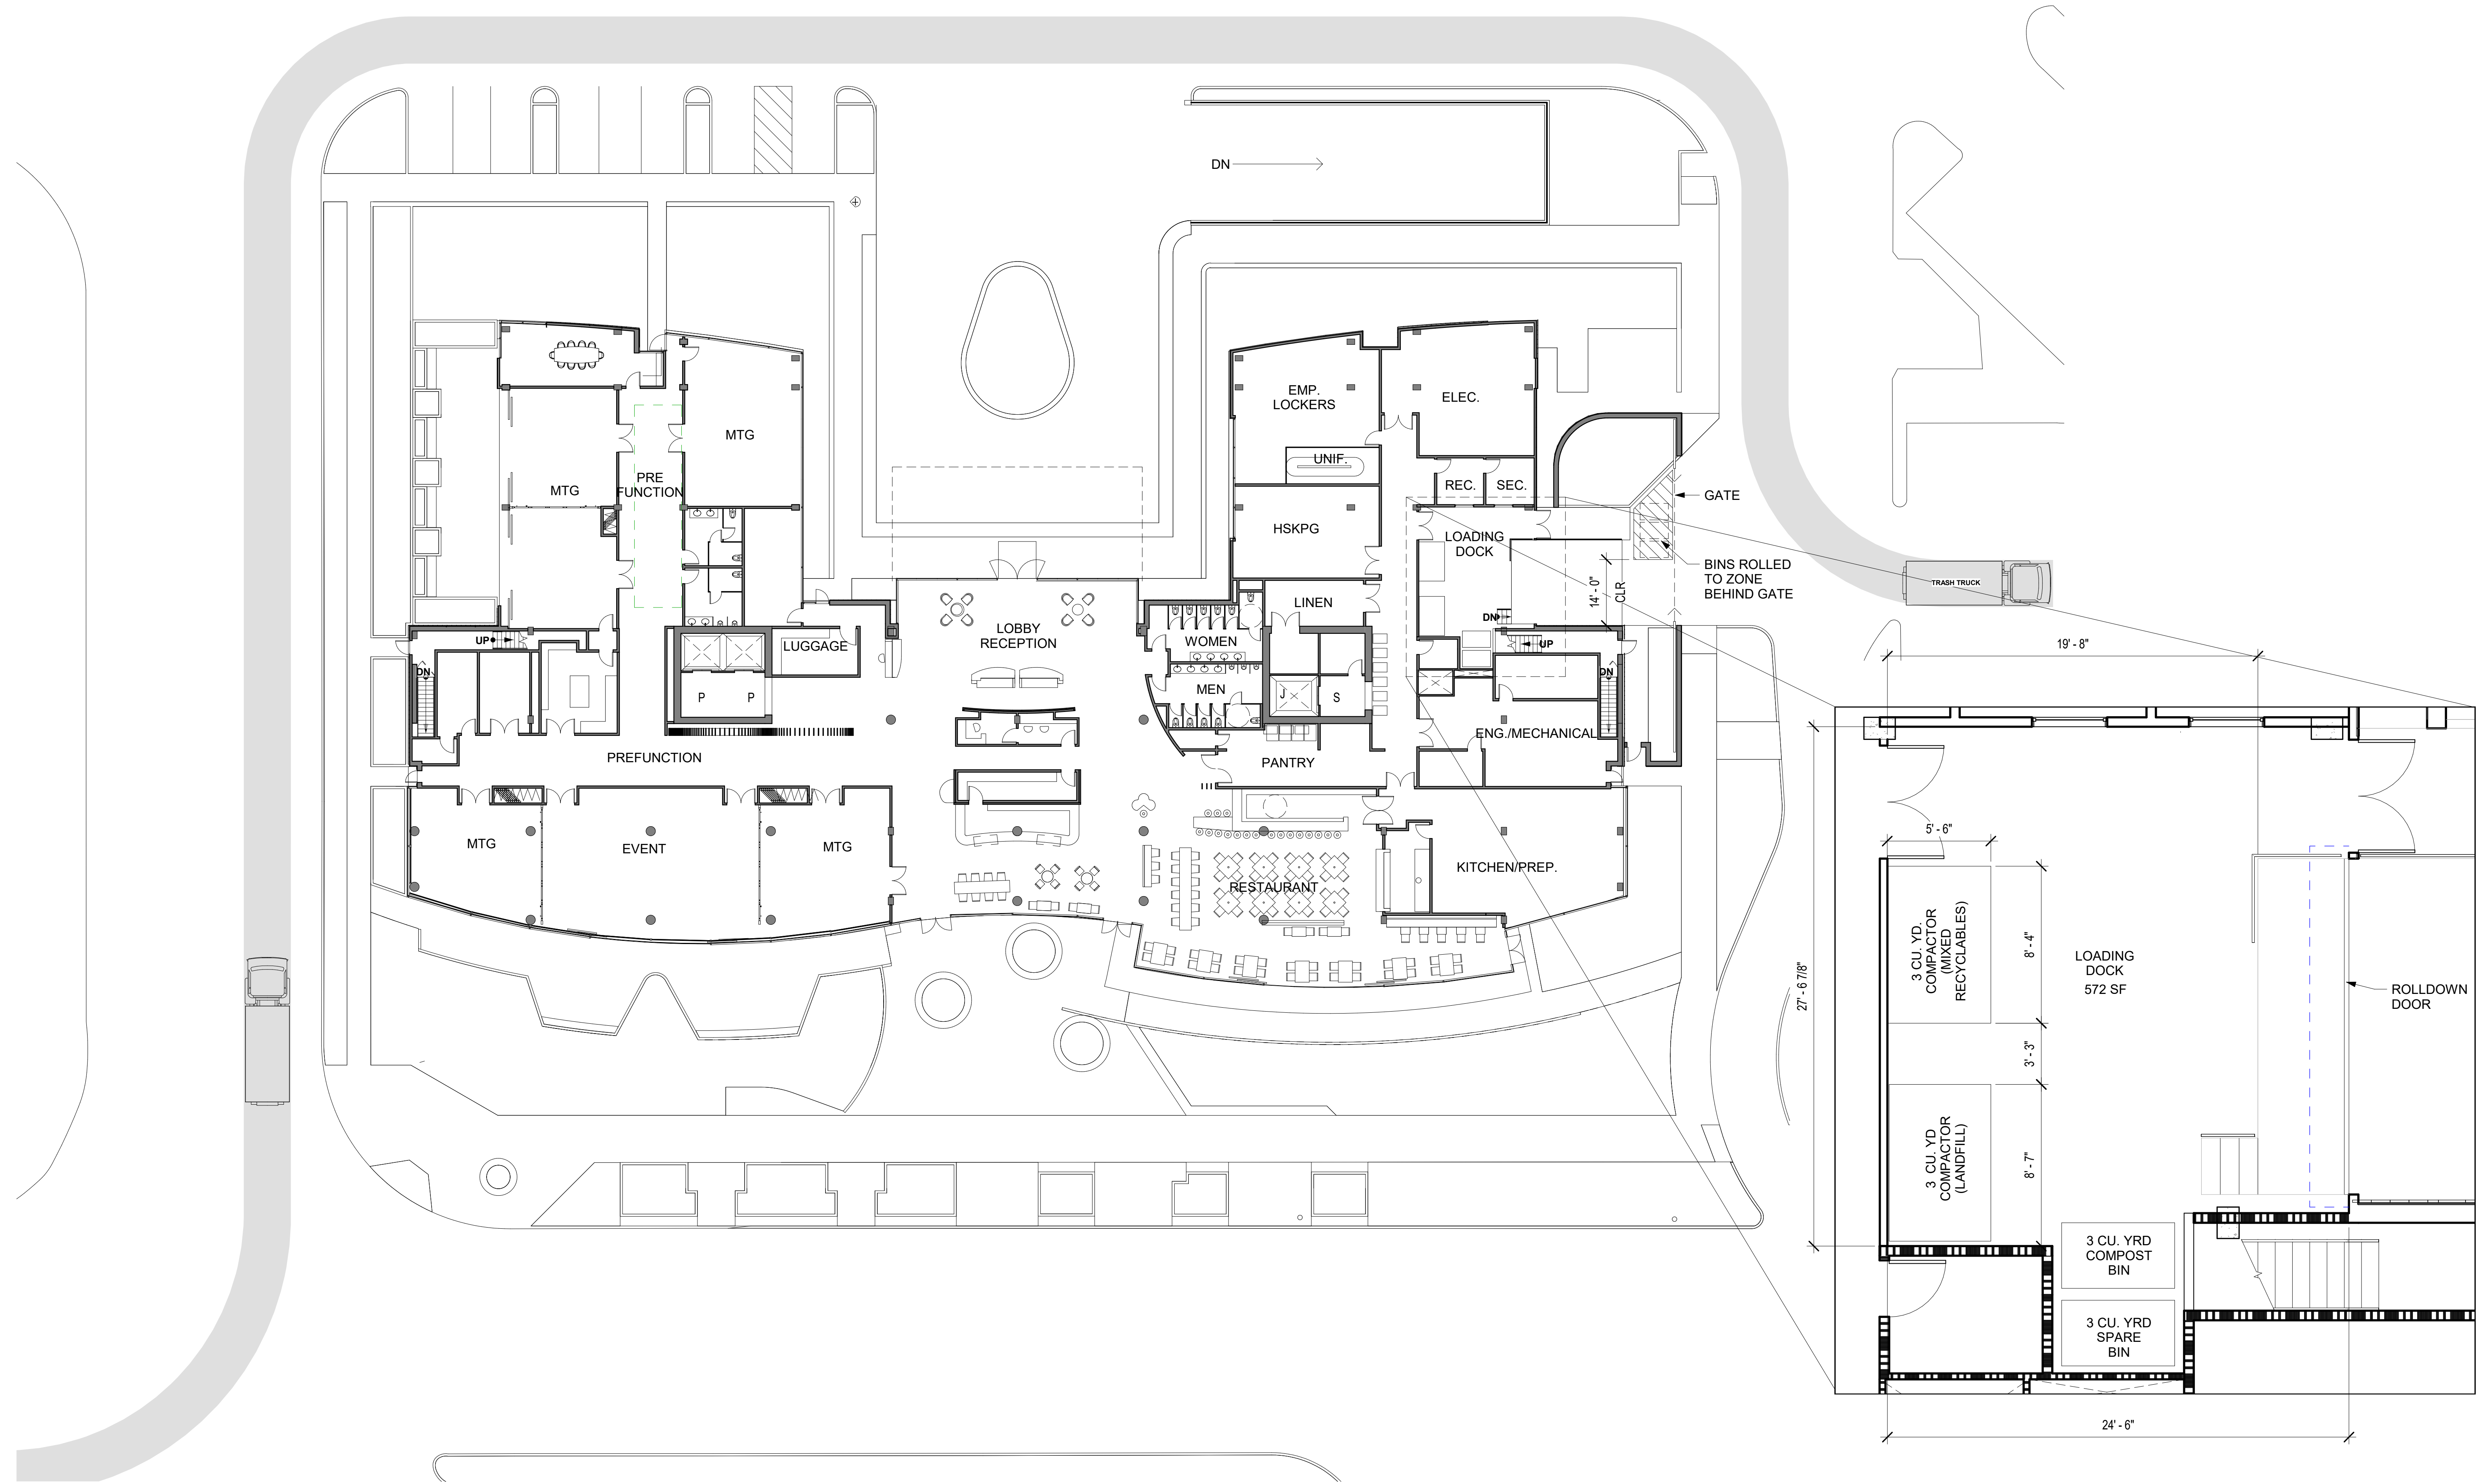 DN
EMP.
LOCKERS
ELEC.
MTG
UNIF.
PRE
FUNCTION
MTG
REC.
SEC.
GATE
HSKPG
LOADING
DOCK
BINS ROLLED
TO ZONE
BEHIND GATE
14' - 0"
CLR
TRASH TRUCK
LINEN
DN
LOBBY
RECEPTION
WOMEN
UP
UP
LUGGAGE
DN
DN
MEN
P
P
J
S
ENG./MECHANICAL
PREFUNCTION
PANTRY
MTG
EVENT
MTG
KITCHEN/PREP.
RESTAURANT
19' - 8"
5' - 6"
27' - 6 7/8"
3 CU. YD.
COMPACTOR
(MIXED
RECYCLABLES)
8' - 4"
LOADING
DOCK
572 SF
ROLLDOWN
DOOR
3' - 3"
3 CU. YD
COMPACTOR
(LANDFILL)
8' - 7"
3 CU. YRD
COMPOST
BIN
3 CU. YRD
SPARE
BIN
24' - 6"